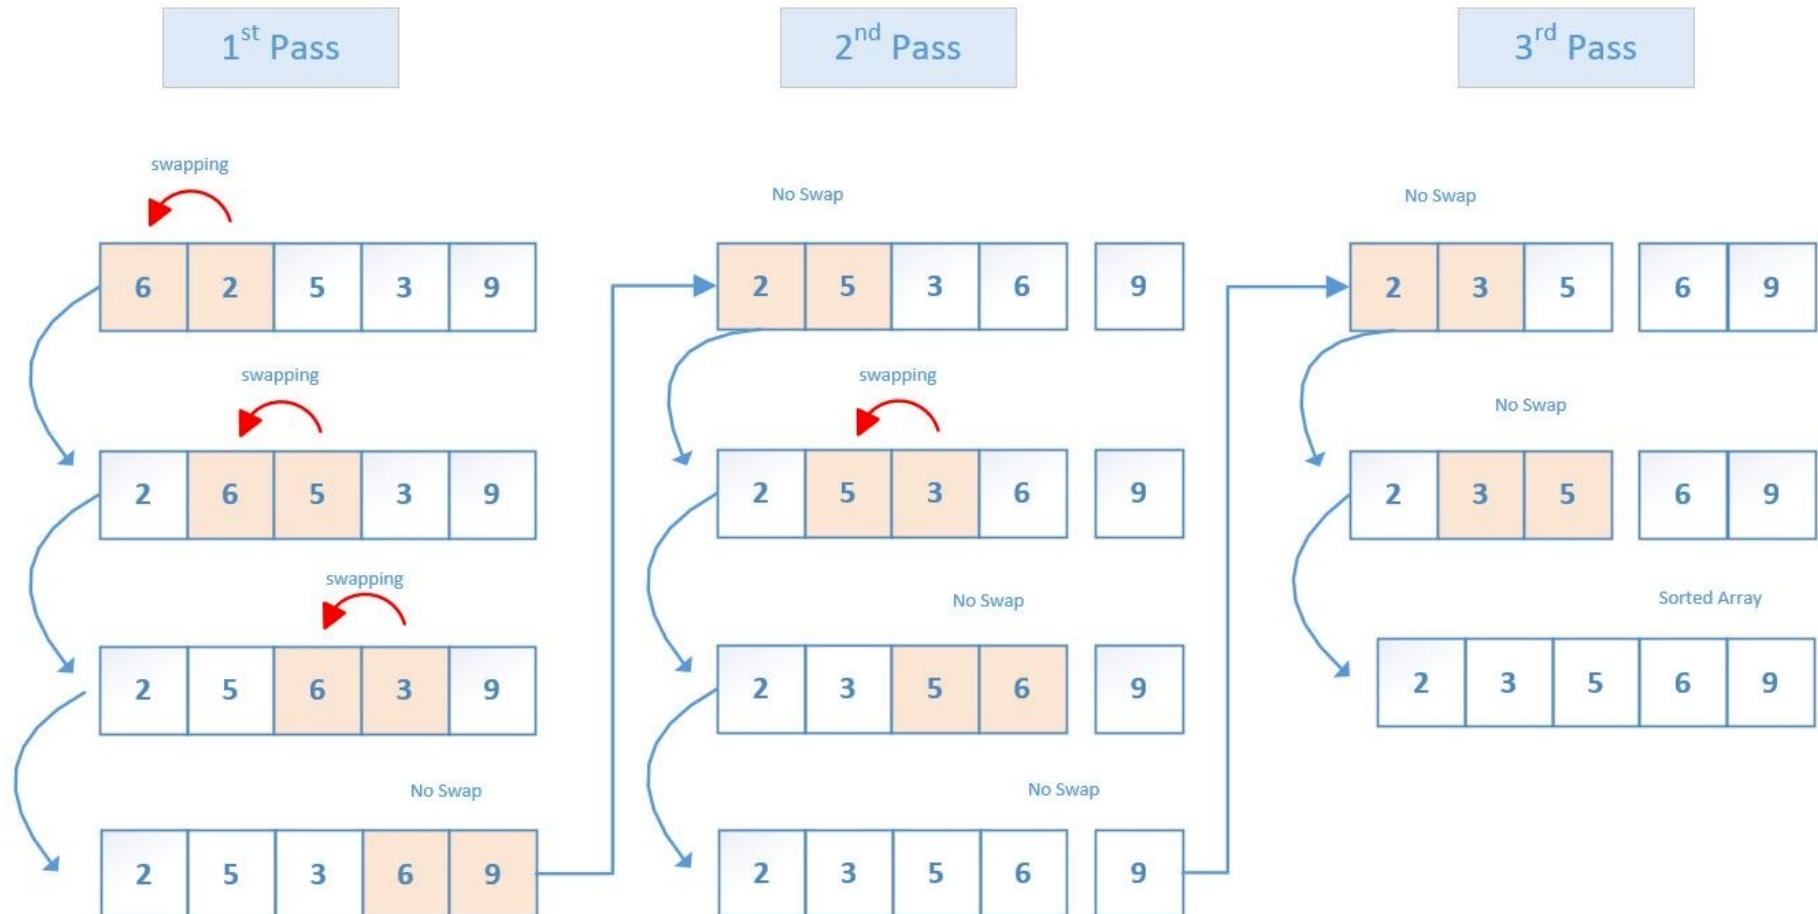 1st Pass
swapping
6 2 5 3 9
swapping
2 6 5 3 9
swapping
2 5 6 3 9
No Swap
2 5 3 6 9
2nd Pass
No Swap
2 5 3 6 9
swapping
2 5 3 6 9
No Swap
2 3 5 6 9
No Swap
2 3 5 6 9
3rd Pass
No Swap
2 3 5 6 9
No Swap
2 3 5 6 9
Sorted Array
2 3 5 6 9